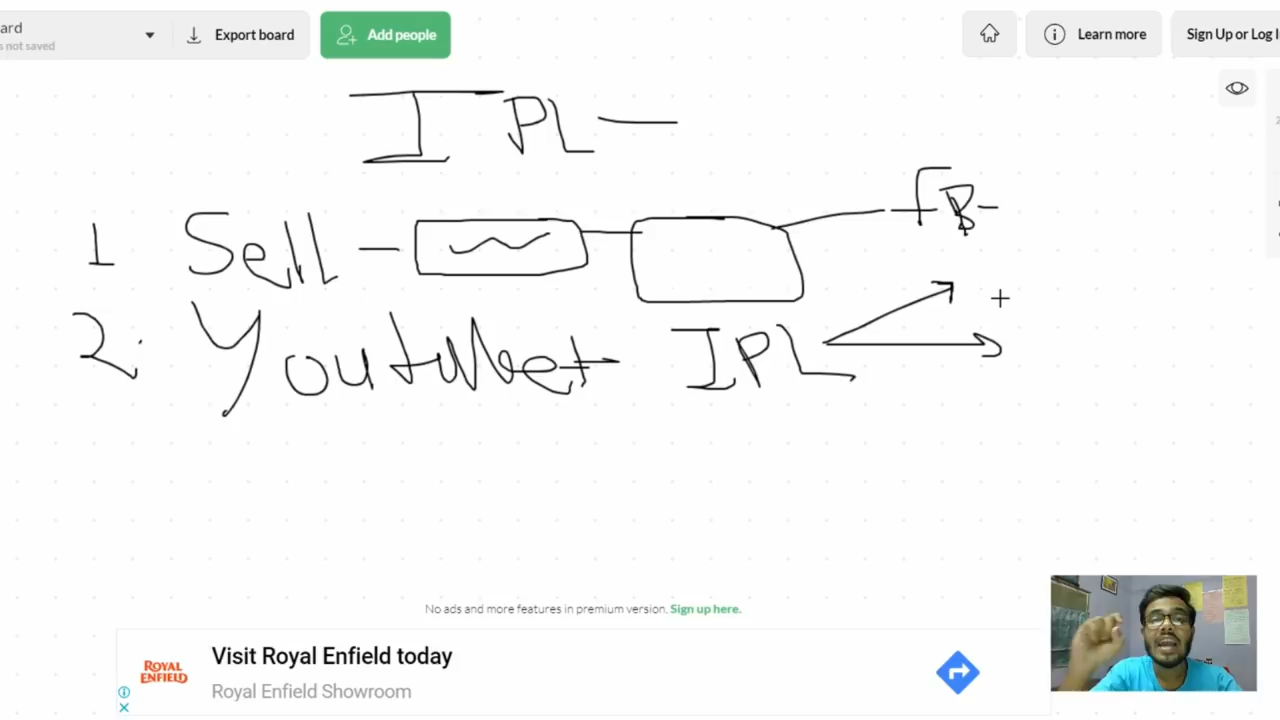 ard
s not saved
Export board
Add people
Learn more
Sign Up or Log I
IPL —
1 Sell — FB-
2. Youtube + IPL +
No ads and more features in premium version. Sign up here.
ROYAL ENFIELD
Visit Royal Enfield today
Royal Enfield Showroom